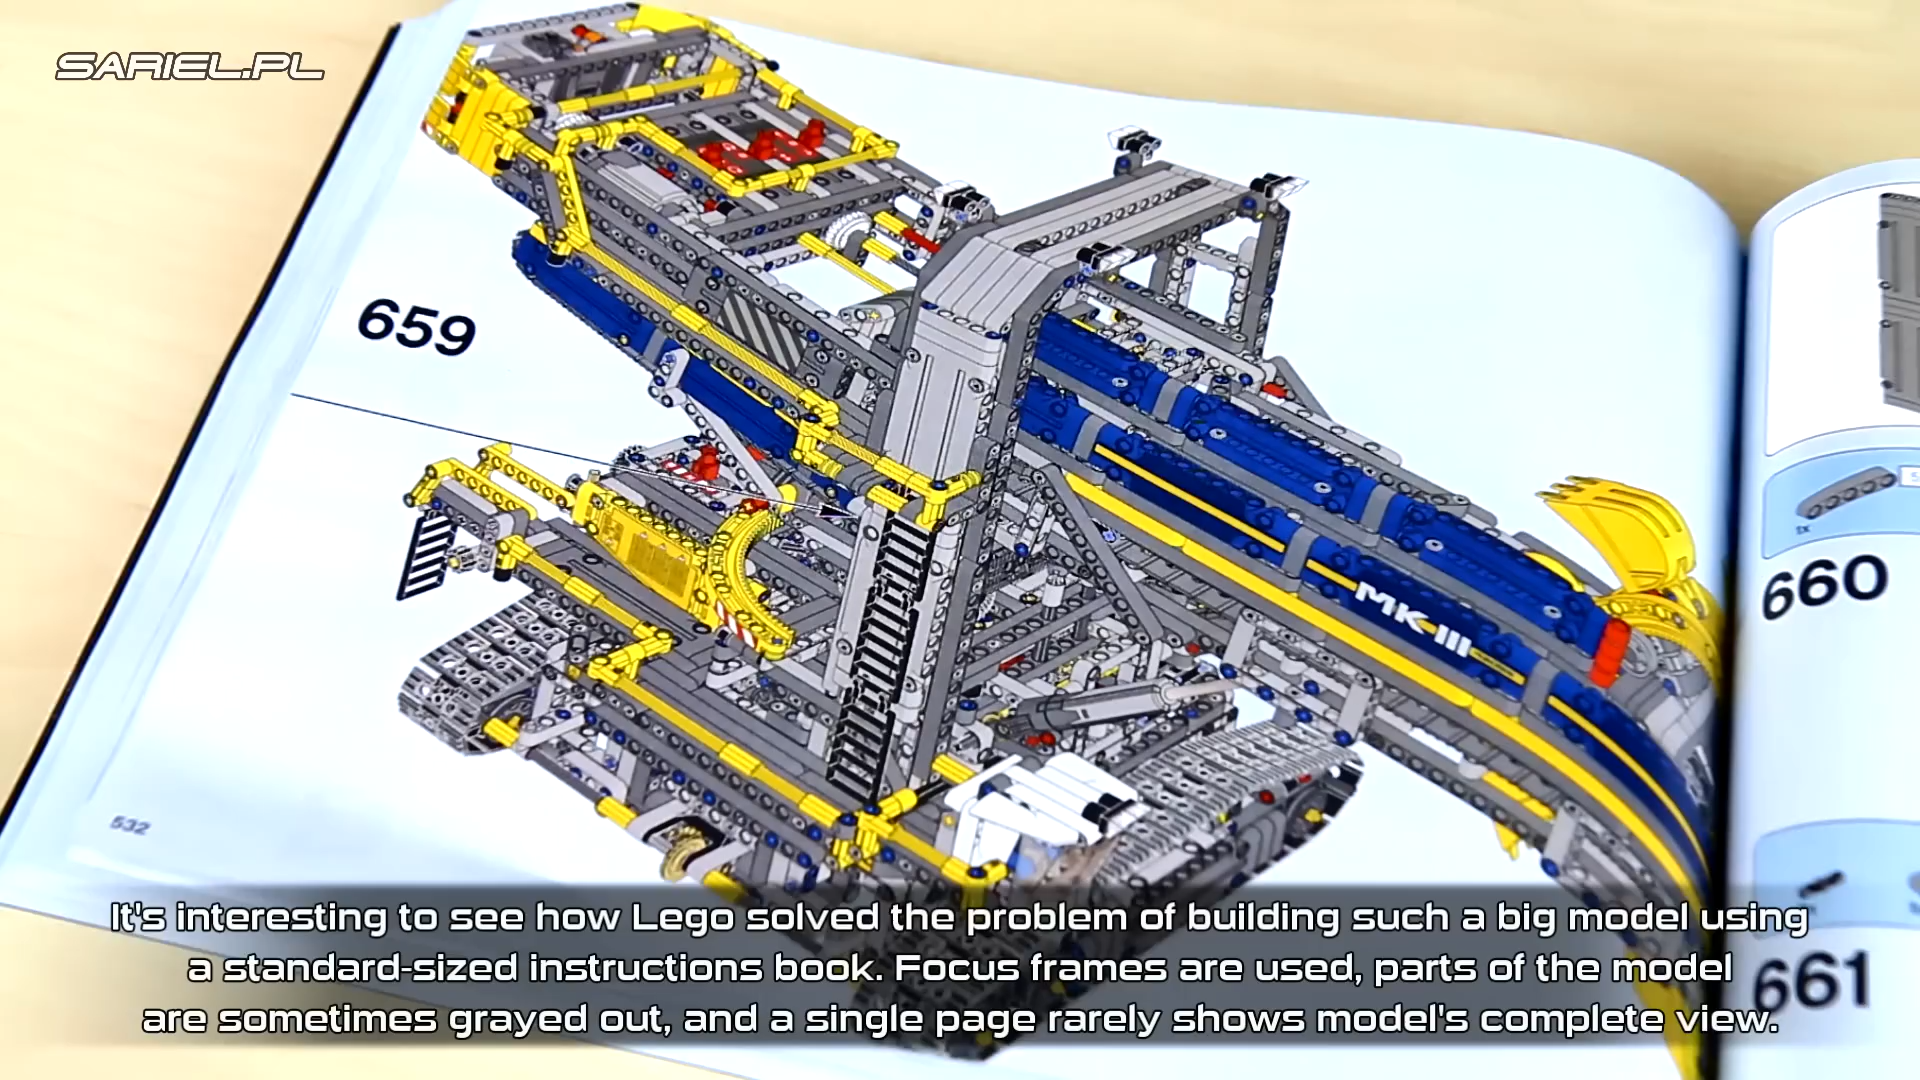 SARIEL.PL
659
MK-III
660
1x
532
661
It's interesting to see how Lego solved the problem of building such a big model using
a standard-sized instructions book. Focus frames are used, parts of the model
are sometimes grayed out, and a single page rarely shows model's complete view.